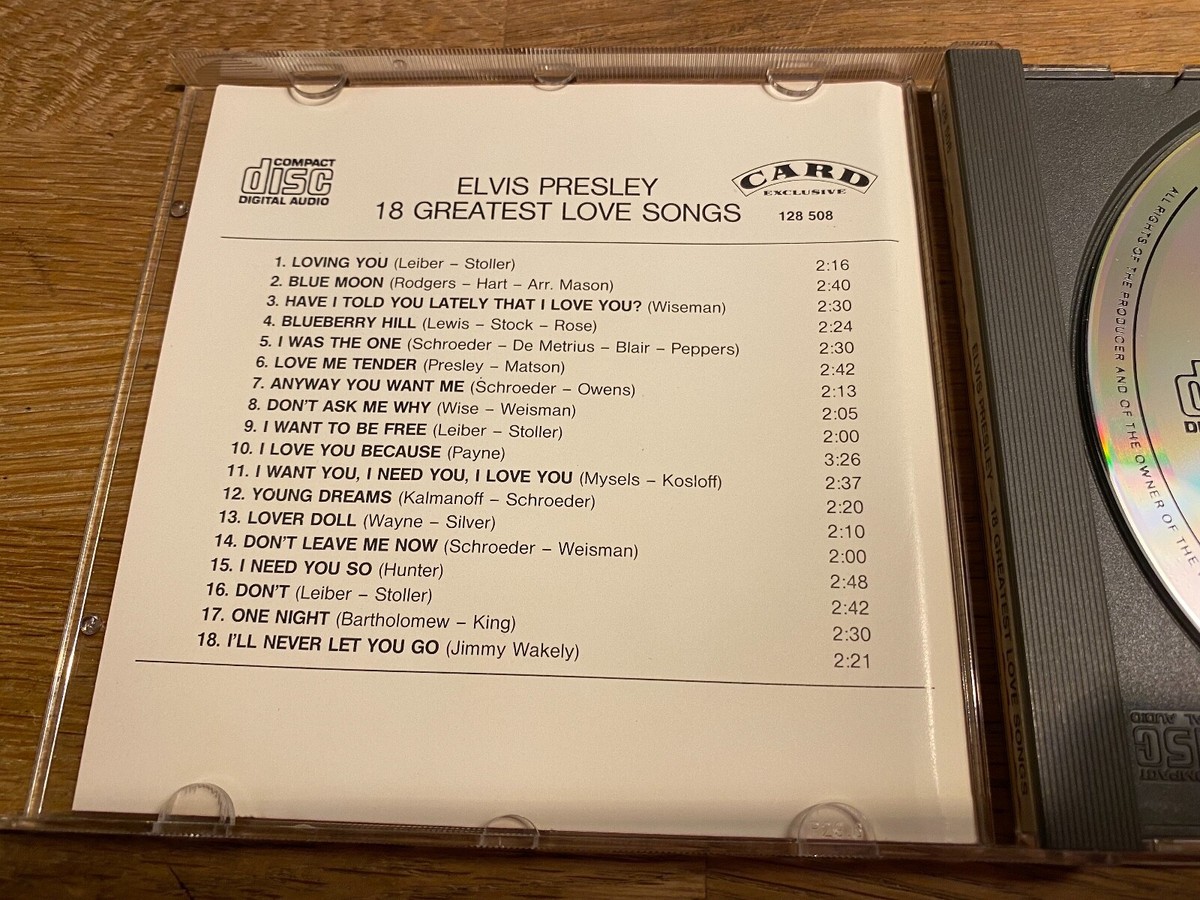 COMPACT
disc
DIGITAL AUDIO
ELVIS PRESLEY
18 GREATEST LOVE SONGS
CARD
EXCLUSIVE
128 508
1. LOVING YOU (Leiber – Stoller) 2:16
2. BLUE MOON (Rodgers – Hart – Arr. Mason) 2:40
3. HAVE I TOLD YOU LATELY THAT I LOVE YOU? (Wiseman) 2:30
4. BLUEBERRY HILL (Lewis – Stock – Rose) 2:24
5. I WAS THE ONE (Schroeder – De Metrius – Blair – Peppers) 2:30
6. LOVE ME TENDER (Presley – Matson) 2:42
7. ANYWAY YOU WANT ME (Schroeder – Owens) 2:13
8. DON'T ASK ME WHY (Wise – Weisman) 2:05
9. I WANT TO BE FREE (Leiber – Stoller) 2:00
10. I LOVE YOU BECAUSE (Payne) 3:26
11. I WANT YOU, I NEED YOU, I LOVE YOU (Mysels – Kosloff) 2:37
12. YOUNG DREAMS (Kalmanoff – Schroeder) 2:20
13. LOVER DOLL (Wayne – Silver) 2:10
14. DON'T LEAVE ME NOW (Schroeder – Weisman) 2:00
15. I NEED YOU SO (Hunter) 2:48
16. DON'T (Leiber – Stoller) 2:42
17. ONE NIGHT (Bartholomew – King) 2:30
18. I'LL NEVER LET YOU GO (Jimmy Wakely) 2:21
ELVIS PRESLEY – 18 GREATEST LOVE SONGS
ALL RIGHTS OF THE PRODUCER AND OF THE OWNER OF THE